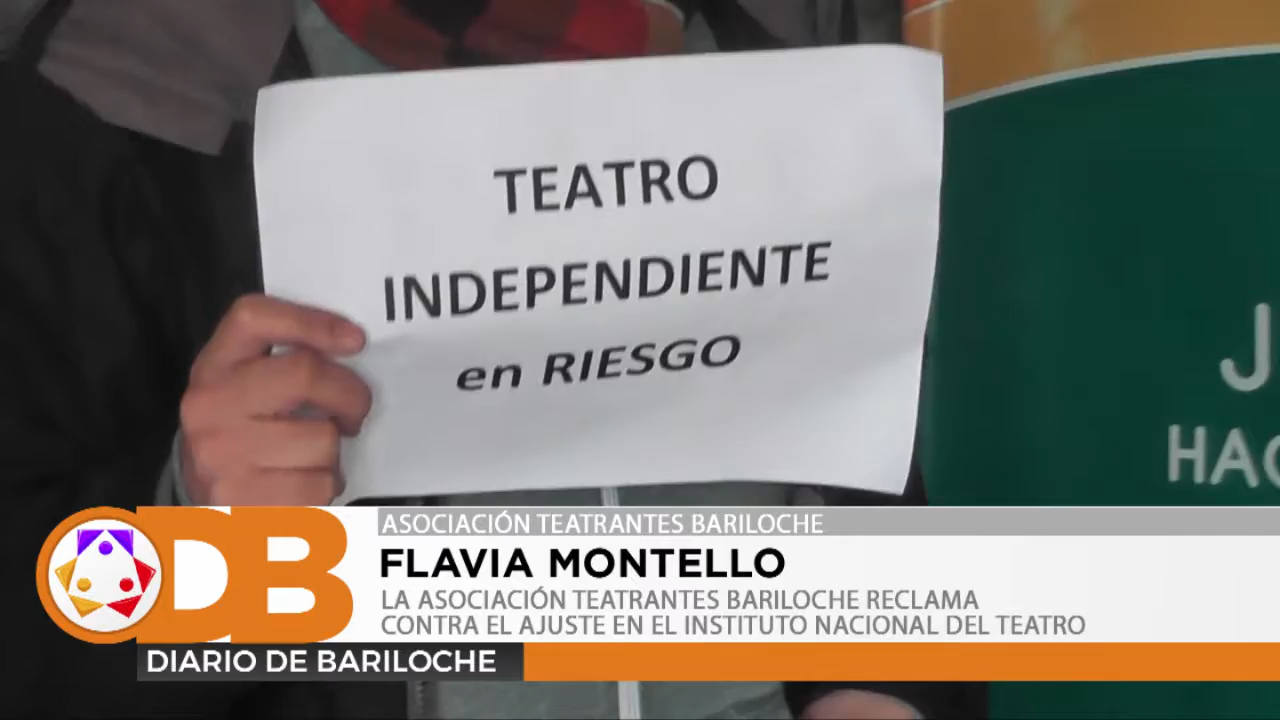 TEATRO
INDEPENDIENTE
en RIESGO
ASOCIACIÓN TEATRANTES BARILOCHE
FLAVIA MONTELLO
LA ASOCIACIÓN TEATRANTES BARILOCHE RECLAMA
CONTRA EL AJUSTE EN EL INSTITUTO NACIONAL DEL TEATRO
DB
DIARIO DE BARILOCHE